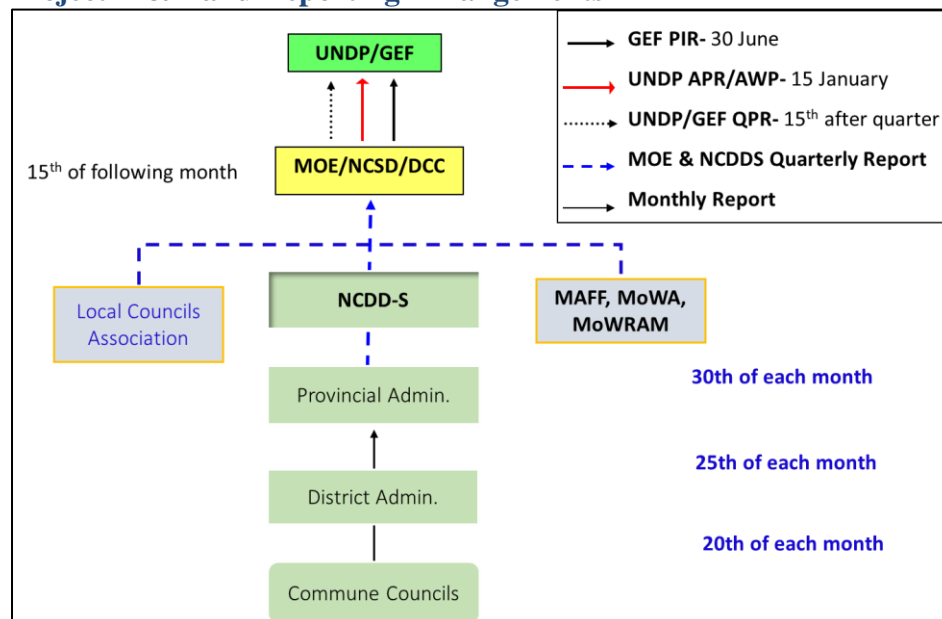 UNDP/GEF
GEF PIR- 30 June
UNDP APR/AWP- 15 January
UNDP/GEF QPR- 15th after quarter
MOE & NCDDS Quarterly Report
Monthly Report
15th of following month
MOE/NCSD/DCC
Local Councils
Association
NCDD-S
MAFF, MoWA,
MoWRAM
30th of each month
Provincial Admin.
25th of each month
District Admin.
20th of each month
Commune Councils